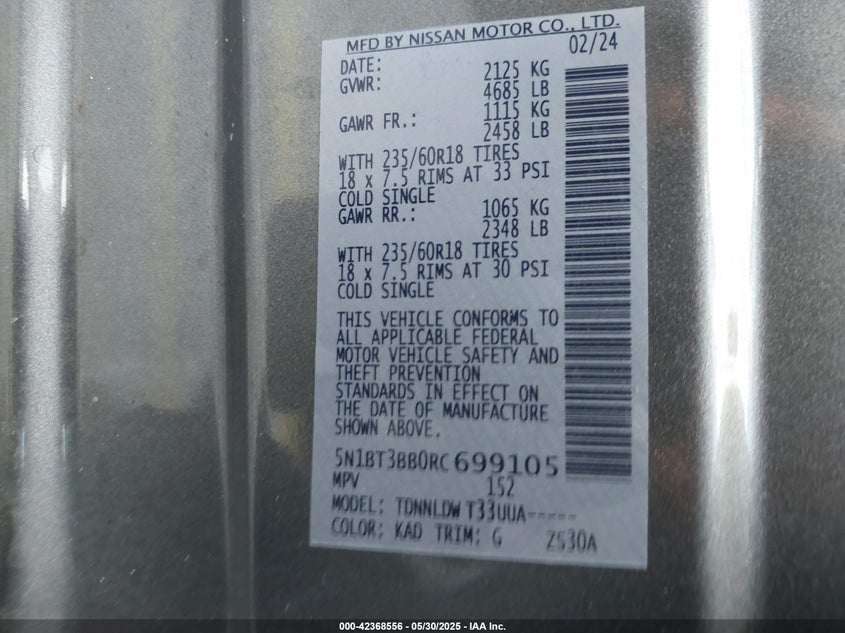 MFD BY NISSAN MOTOR CO., LTD.
DATE: 02/24
GVWR: 2125 KG
4685 LB
GAWR FR.: 1115 KG
2458 LB
WITH 235/60R18 TIRES
18 x 7.5 RIMS AT 33 PSI
COLD SINGLE
GAWR RR.: 1065 KG
2348 LB
WITH 235/60R18 TIRES
18 x 7.5 RIMS AT 30 PSI
COLD SINGLE
THIS VEHICLE CONFORMS TO
ALL APPLICABLE FEDERAL
MOTOR VEHICLE SAFETY AND
THEFT PREVENTION
STANDARDS IN EFFECT ON
THE DATE OF MANUFACTURE
SHOWN ABOVE.
5N1BT3BB0RC699105
MPV 152
MODEL: TDNNLDW T33UUA-----
COLOR: KAD TRIM: G ZS30A
000-42368556 - 05/30/2025 - IAA Inc.